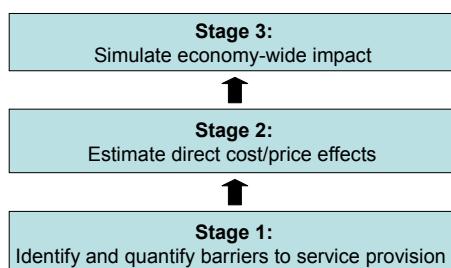 Stage 3:
Simulate economy-wide impact
Stage 2:
Estimate direct cost/price effects
Stage 1:
Identify and quantify barriers to service provision